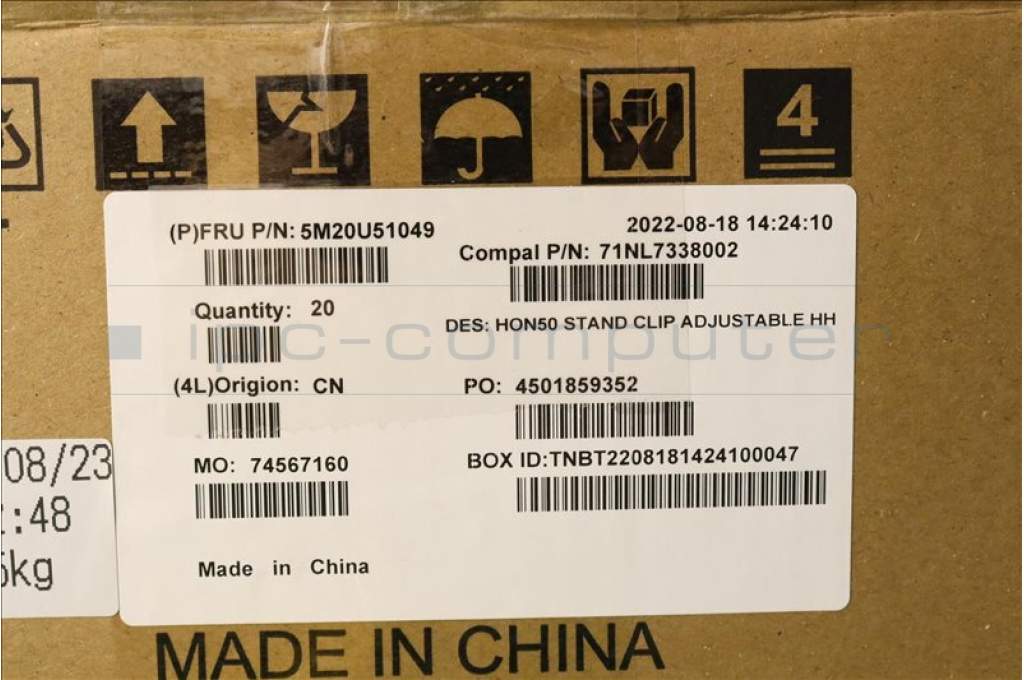 4
(P)FRU P/N: 5M20U51049
2022-08-18 14:24:10
Compal P/N: 71NL7338002
Quantity: 20
DES: HON50 STAND CLIP ADJUSTABLE HH
ipc-computer
(4L)Origion: CN
PO: 4501859352
MO: 74567160
BOX ID:TNBT2208181424100047
Made in China
08/23
:48
kg
MADE IN CHINA